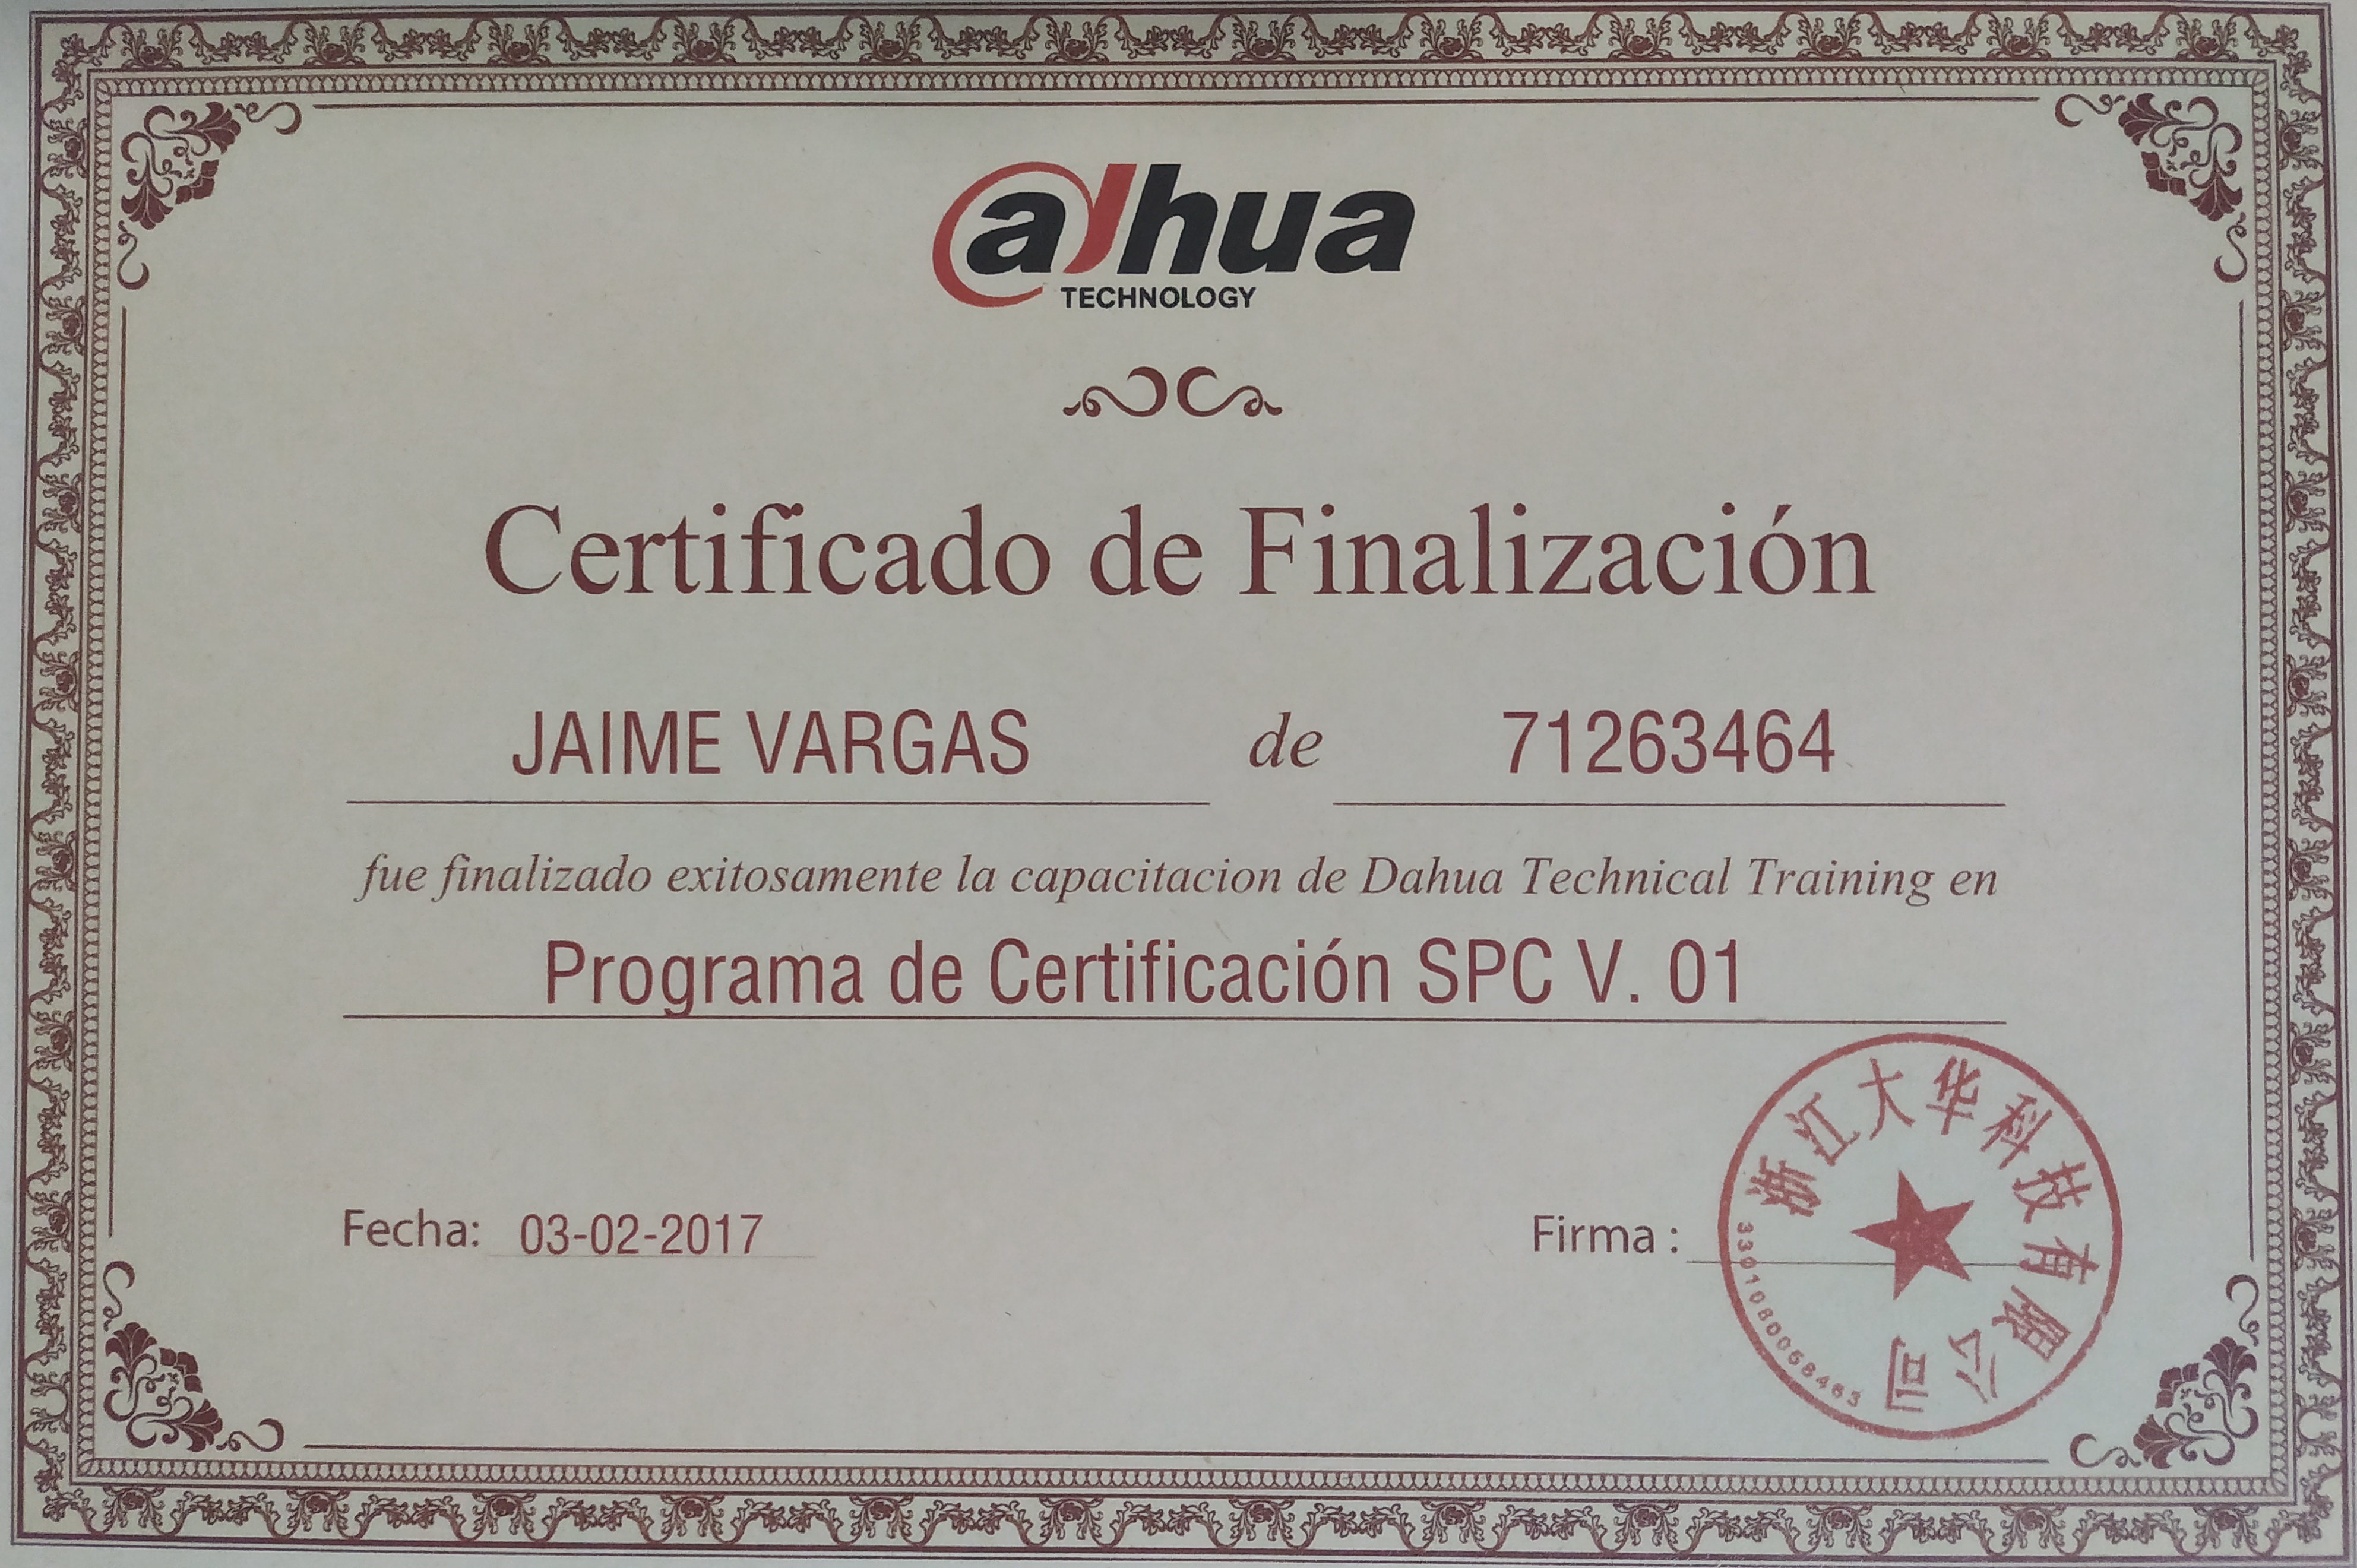 alhua
TECHNOLOGY
Certificado de Finalización
JAIME VARGAS de 71263464
fue finalizado exitosamente la capacitacion de Dahua Technical Training en
Programa de Certificación SPC V. 01
Fecha: 03-02-2017
Firma :
浙江大华科技有限公司